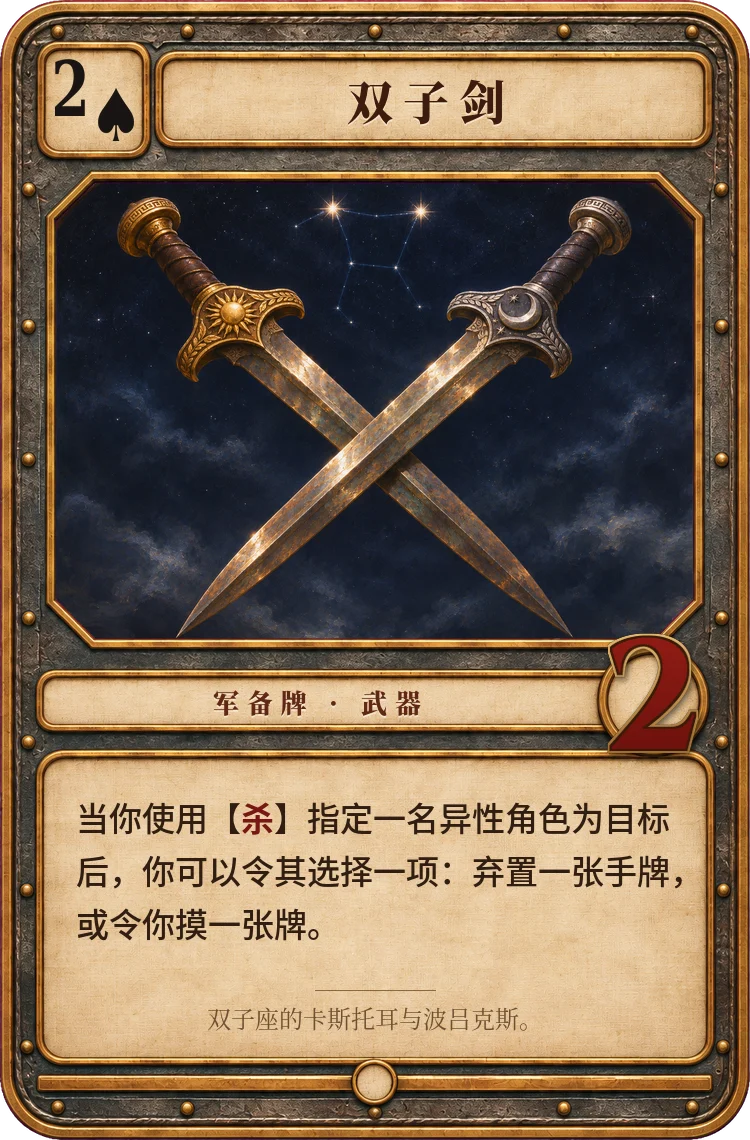 2
双子剑
军备牌 · 武器
2
当你使用【杀】指定一名异性角色为目标
后，你可以令其选择一项：弃置一张手牌，
或令你摸一张牌。
双子座的卡斯托耳与波吕克斯。